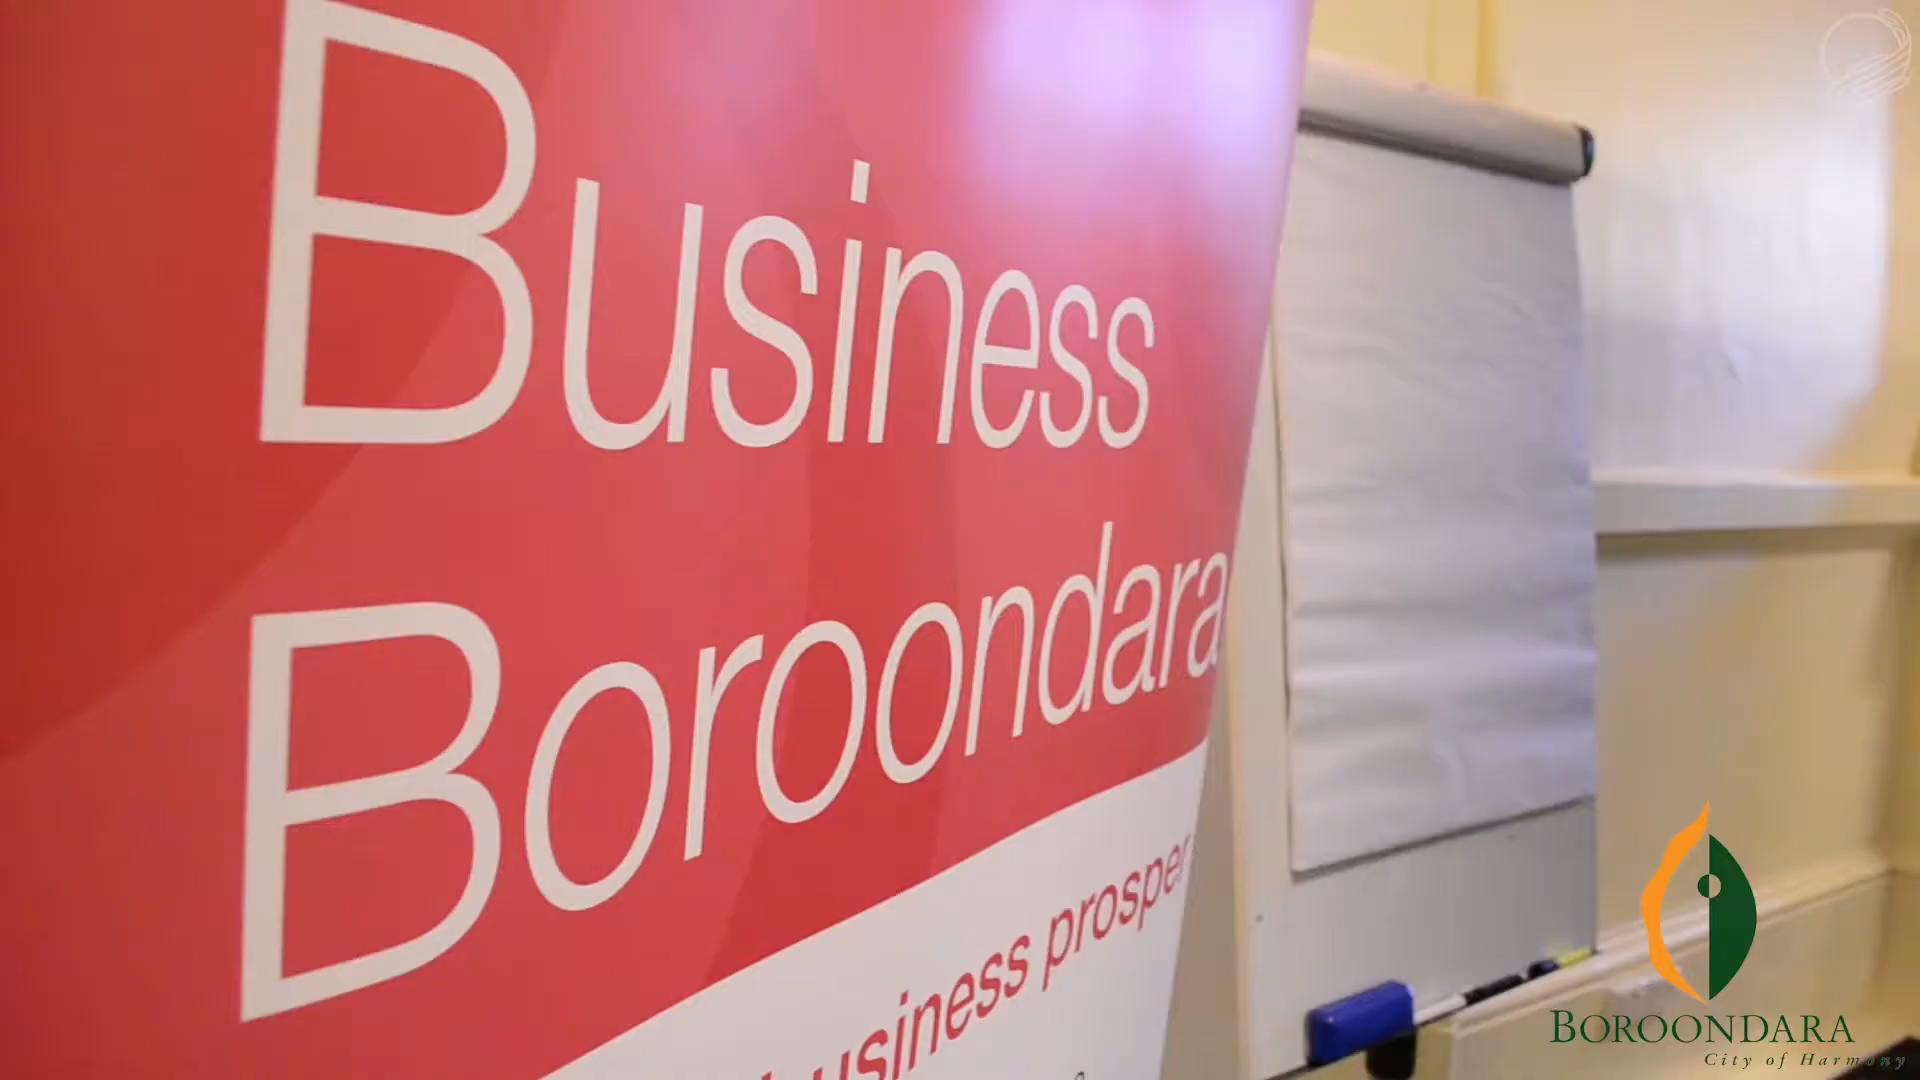 Business
Boroondara
business prosper
BOROONDARA
City of Harmony